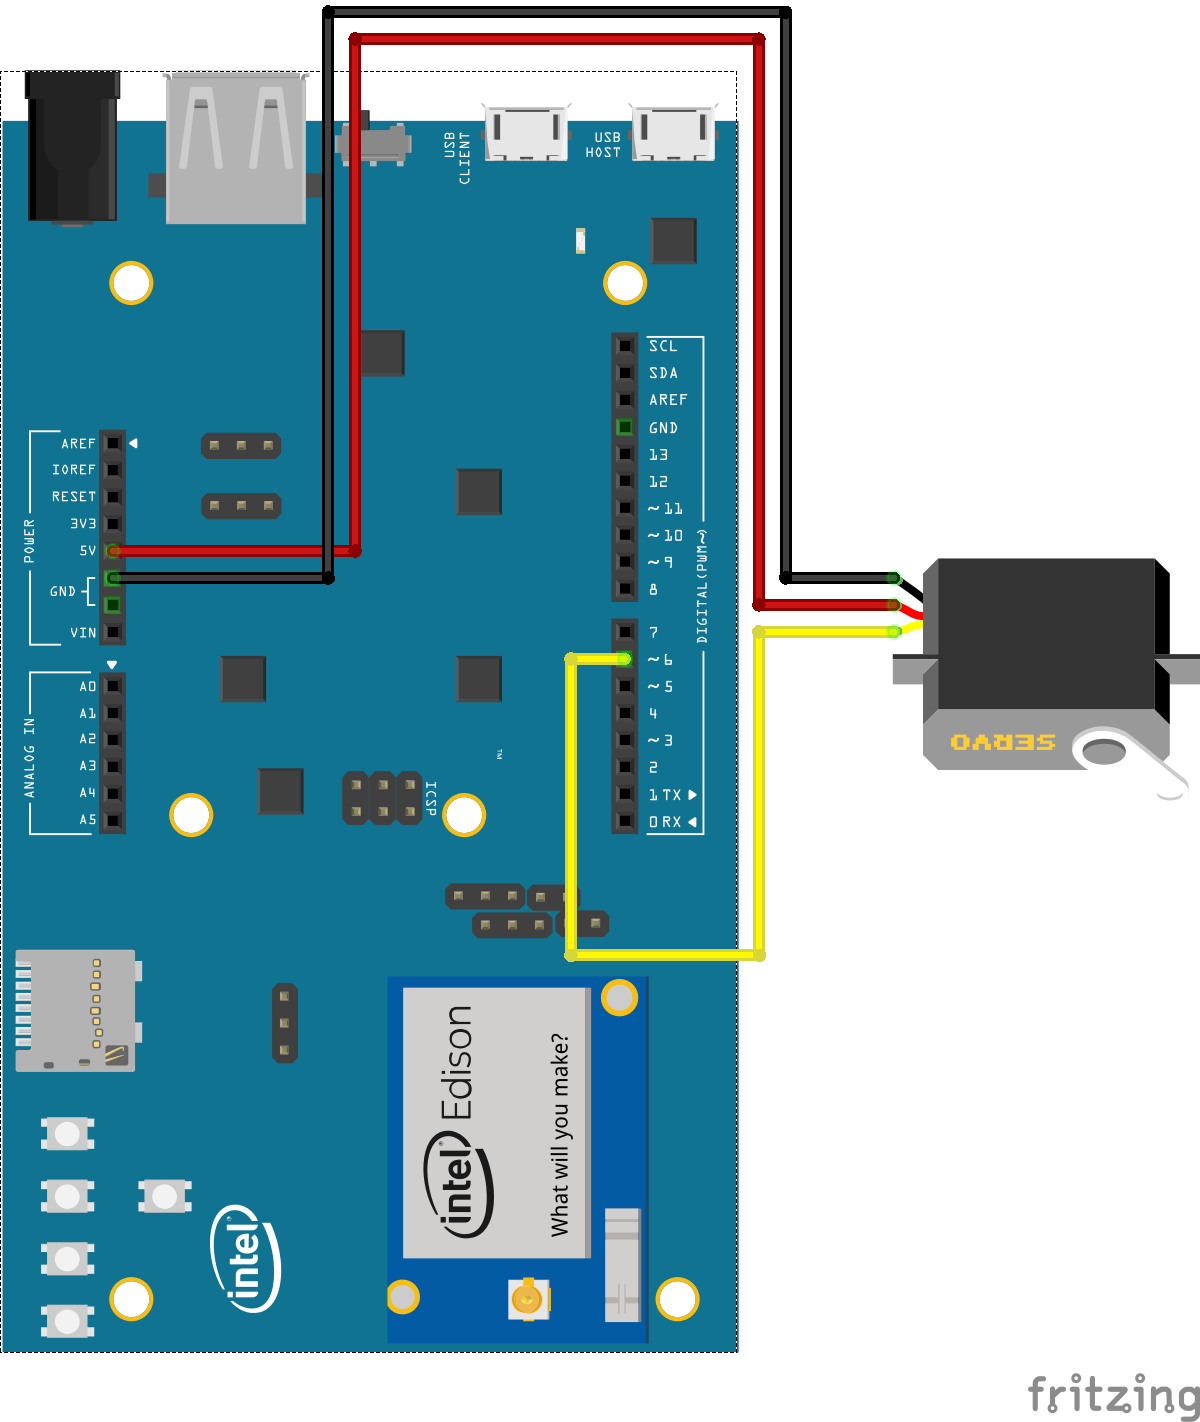 USB
CLIENT
USB
HOST
SCL
SDA
AREF
GND
13
12
~11
~10
~9
8
DIGITAL(PWM~)
7
~6
~5
4
~3
2
1 TX
0 RX
POWER
AREF
IOREF
RESET
3V3
5V
GND
VIN
ANALOG IN
A0
A1
A2
A3
A4
A5
ICSP
TM
SERVO
intel
intel® Edison
What will you make?
fritzing